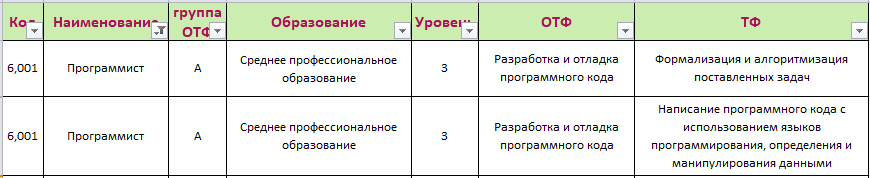 Код Наименование группа ОТФ Образование Уровень ОТФ ТФ
6,001 Программист А Среднее профессиональное образование 3 Разработка и отладка программного кода Формализация и алгоритмизация поставленных задач
6,001 Программист А Среднее профессиональное образование 3 Разработка и отладка программного кода Написание программного кода с использованием языков программирования, определения и манипулирования данными